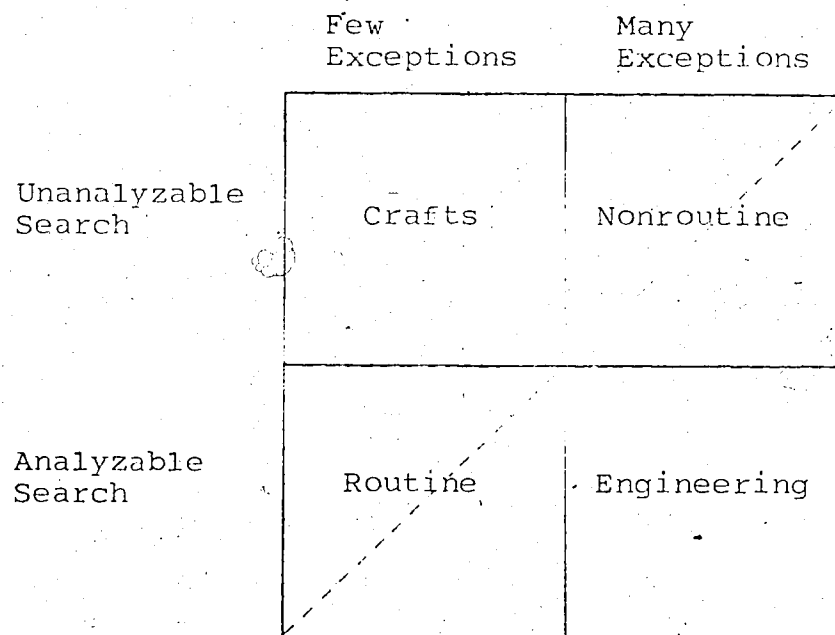 Few Many
Exceptions Exceptions
Unanalyzable
Search
Crafts Nonroutine
Analyzable
Search
Routine Engineering